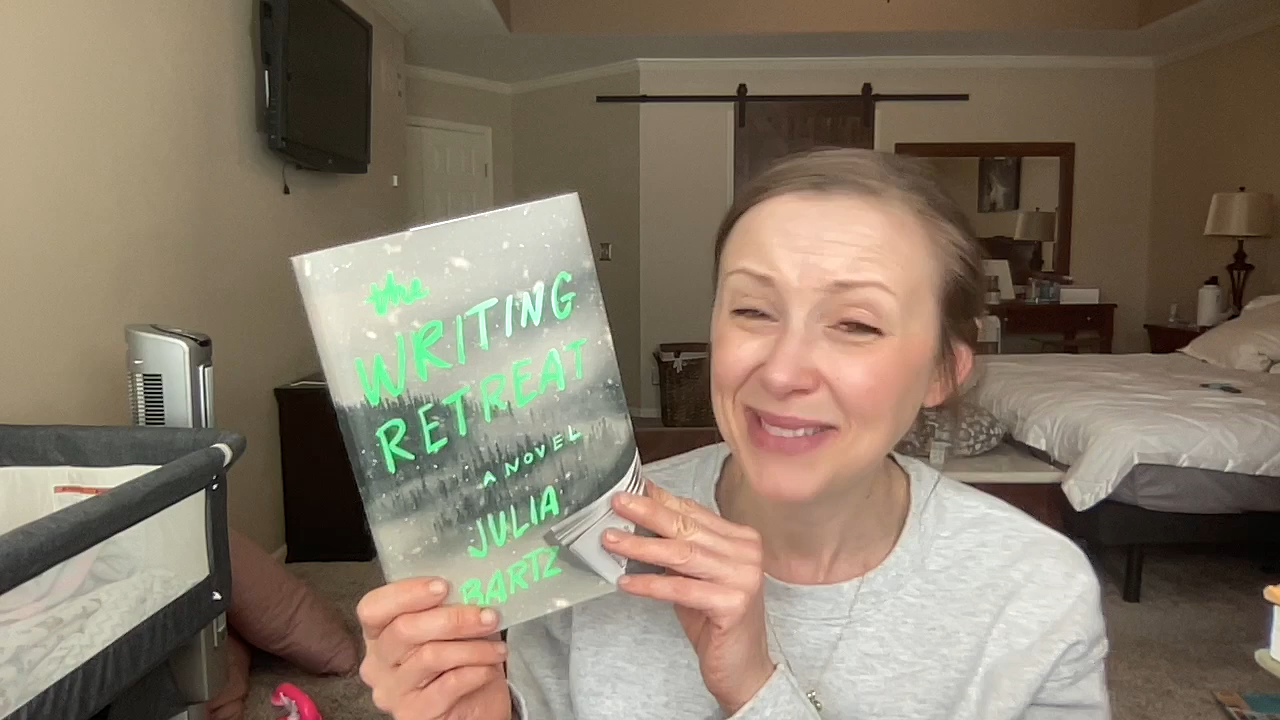 the
WRITING
RETREAT
A NOVEL
JULIA
BARTZ